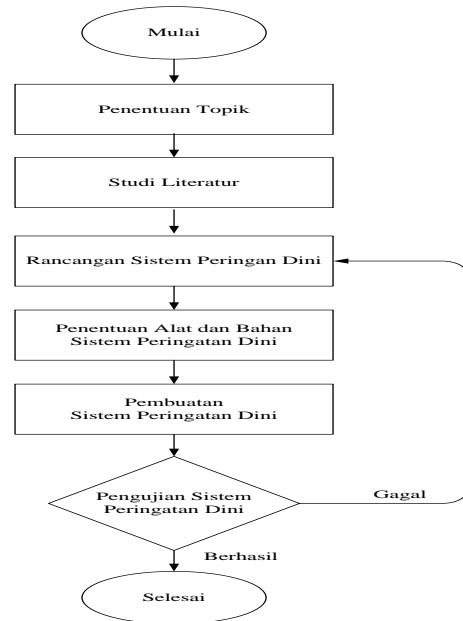 Mulai
Penentuan Topik
Studi Literatur
Rancangan Sistem Peringan Dini
Penentuan Alat dan Bahan
Sistem Peringatan Dini
Pembuatan
Sistem Peringatan Dini
Pengujian Sistem
Peringatan Dini
Gagal
Berhasil
Selesai